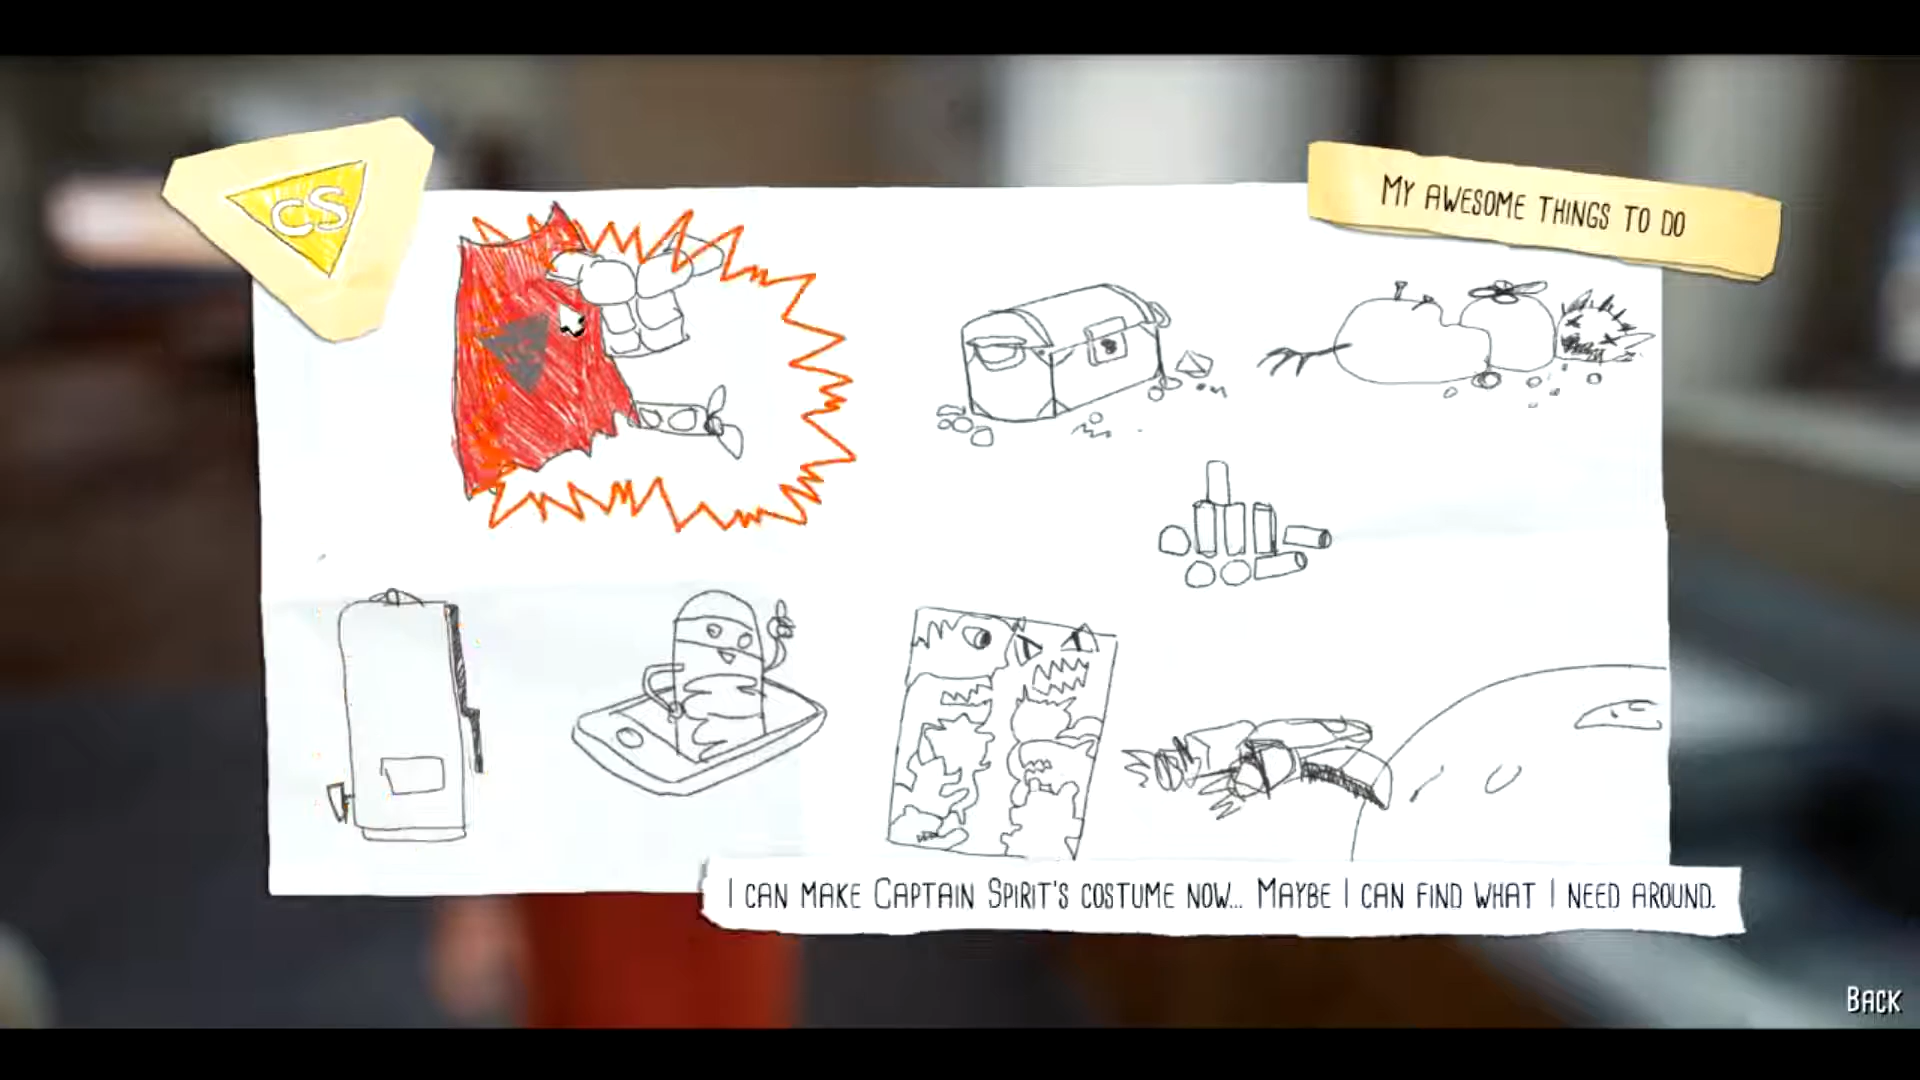 CS
MY AWESOME THINGS TO DO
I CAN MAKE CAPTAIN SPIRIT'S COSTUME NOW... MAYBE I CAN FIND WHAT I NEED AROUND.
BACK